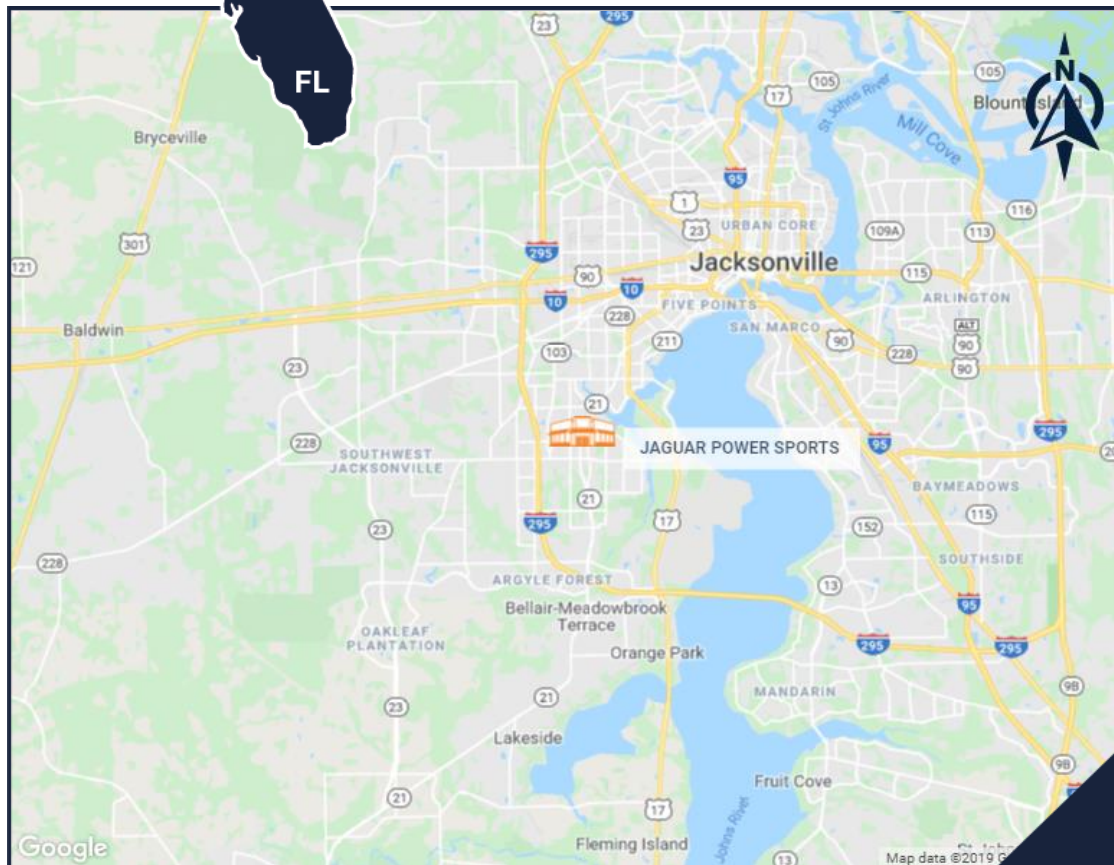 FL
N
23
295
105
105
17
St Johns River
Blount Island
Mill Cove
Bryceville
95
116
1
301
23
URBAN CORE
109A
113
121
295
90
Jacksonville
115
10
10
ARLINGTON
FIVE POINTS
228
SAN MARCO
ALT
90
Baldwin
211
90
228
90
103
23
21
295
228
SOUTHWEST
JACKSONVILLE
JAGUAR POWER SPORTS
95
20
BAYMEADOWS
21
115
295
17
152
23
228
SOUTHSIDE
ARGYLE FOREST
13
95
Bellair-Meadowbrook
Terrace
OAKLEAF
PLANTATION
295
295
Orange Park
9B
MANDARIN
21
23
Lakeside
9B
Fruit Cove
21
17
Johns River
Fleming Island
13
Google
Map data ©2019 G